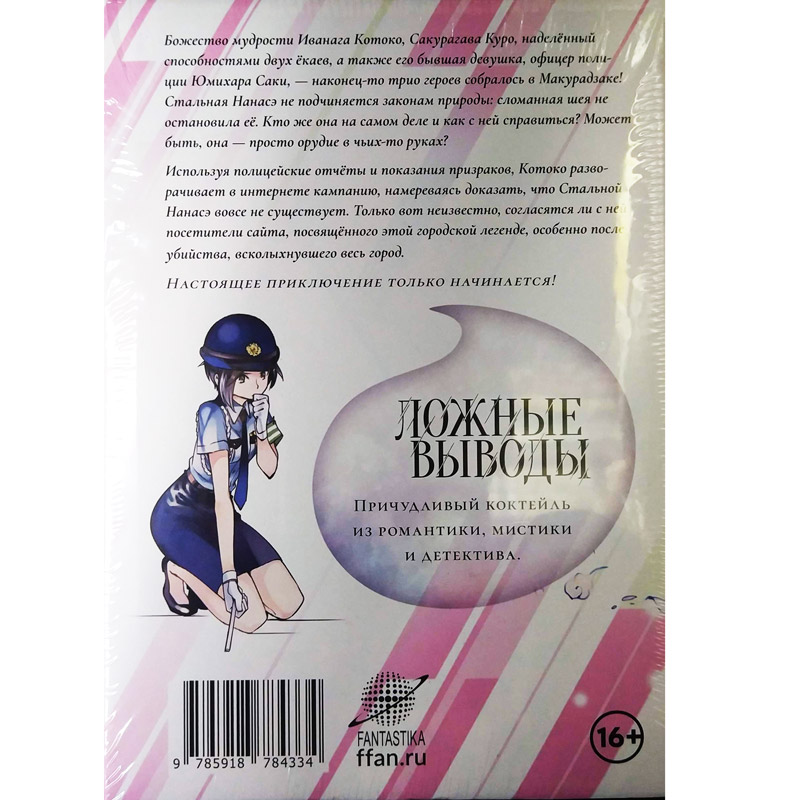 Божество мудрости Иванага Котоко, Сакурагава Куро, наделённый
способностями двух ёкаев, а также его бывшая девушка, офицер поли-
ции Юмихара Саки, — наконец-то трио героев собралось в Макурадзаке!
Стальная Нанасэ не подчиняется законам природы: сломанная шея не
остановила её. Кто же она на самом деле и как с ней справиться? Может
быть, она — просто орудие в чьих-то руках?
Используя полицейские отчёты и показания призраков, Котоко разво-
рачивает в интернете кампанию, намереваясь доказать, что Стальной
Нанасэ вовсе не существует. Только вот неизвестно, согласятся ли с ней
посетители сайта, посвящённого этой городской легенде, особенно после
убийства, всколыхнувшего весь город.
Настоящее приключение только начинается!
ЛОЖНЫЕ
ВЫВОДЫ
Причудливый коктейль
из романтики, мистики
и детектива.
FANTASTIKA
ffan.ru
9 785918 784334
16+